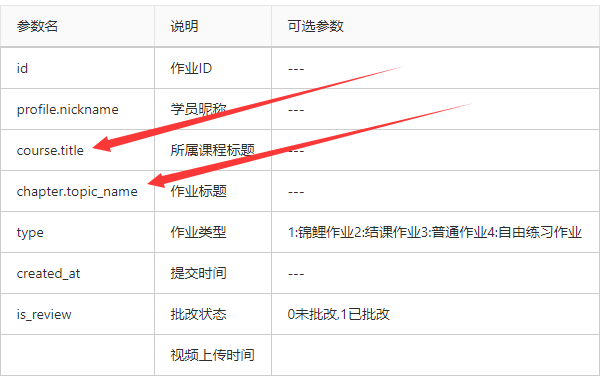 参数名 说明 可选参数
id 作业ID ---
profile.nickname 学员昵称 ---
course.title 所属课程标题 ---
chapter.topic_name 作业标题 ---
type 作业类型 1:锦鲤作业2:结课作业3:普通作业4:自由练习作业
created_at 提交时间 ---
is_review 批改状态 0未批改,1已批改
视频上传时间